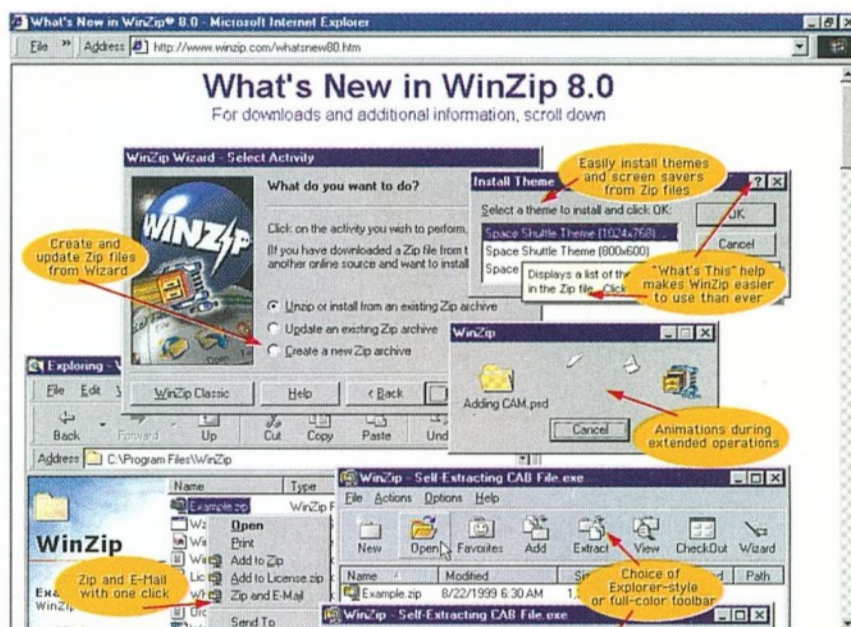 What's New in WinZip® 8.0 - Microsoft Internet Explorer
File » Address http://www.winzip.com/whatsnew80.htm
What's New in WinZip 8.0
For downloads and additional information, scroll down
WinZip Wizard - Select Activity
What do you want to do?
Click on the activity you wish to perform,
(If you have downloaded a Zip file from t
another online source and want to install
Unzip or install from an existing Zip archive
Update an existing Zip archive
Create a new Zip archive
WinZip Classic Help < Back
WINZIP
Create and
update Zip files
from Wizard
Easily install themes
and screen savers
from Zip files
Install Theme
Select a theme to install and click OK:
OK
Cancel
Space Shuttle Theme (1024x768)
Space Shuttle Theme (800x600)
Space
Displays a list of the
in the Zip file. Click
"What's This" help
makes WinZip easier
to use than ever
WinZip
Adding CAM.psd
Cancel
Animations during
extended operations
Exploring -
File Edit
Back Forward Up Cut Copy Paste Und
Address C:\Program Files\WinZip
WinZip
Name Type
Example.zip WinZip F
Open
Print
Add to Zip
Add to License.zip
Zip and E-Mail
Send To
Zip and E-Mail
with one click
WinZip - Self-Extracting CAB File.exe
File Actions Options Help
New Open Favorites Add Extract View CheckOut Wizard
Name Modified Path
Example.zip 8/22/1999 6:30 AM
Choice of
Explorer-style
or full-color toolbar
WinZip - Self-Extracting CAB File.exe